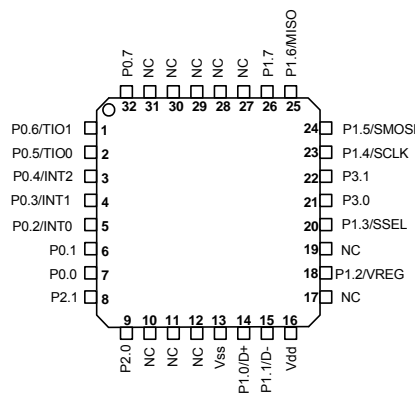 P0.7
NC
NC
NC
NC
NC
P1.7
P1.6/MISO
32
31
30
29
28
27
26
25
P0.6/TIO1 1
P0.5/TIO0 2
P0.4/INT2 3
P0.3/INT1 4
P0.2/INT0 5
P0.1 6
P0.0 7
P2.1 8
24 P1.5/SMOSI
23 P1.4/SCLK
22 P3.1
21 P3.0
20 P1.3/SSEL
19 NC
18 P1.2/VREG
17 NC
9
10
11
12
13
14
15
16
P2.0
NC
NC
NC
Vss
P1.0/D+
P1.1/D-
Vdd